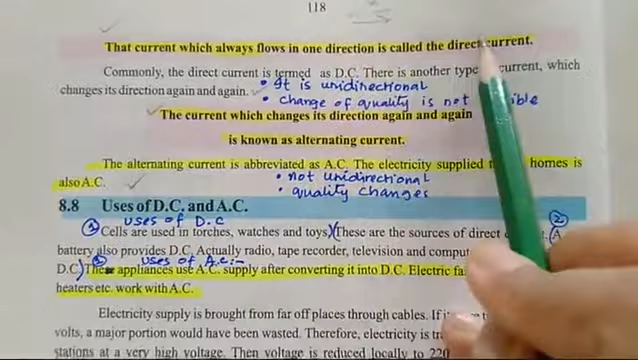 118
That current which always flows in one direction is called the direct current.
Commonly, the direct current is termed as D.C. There is another type current, which
changes its direction again and again.
• It is unidirectional
• change of quality is not
The current which changes its direction again and again
is known as alternating current.
The alternating current is abbreviated as A.C. The electricity supplied homes is
also A.C.
• not unidirectional
• quality changes
8.8 Uses of D.C. and A.C.
uses of D.C
① Cells are used in torches, watches and toys.) (These are the sources of direct ② (A
battery also provides D.C. Actually radio, tape recorder, television and
② uses of A.C:-
D.C.) These appliances use A.C. supply after converting it into D.C. Electric
heaters etc. work with A.C.
Electricity supply is brought from far off places through cables. If
volts, a major portion would have been wasted. Therefore, electricity is
stations at a very high voltage. Then voltage is reduced locally to 220